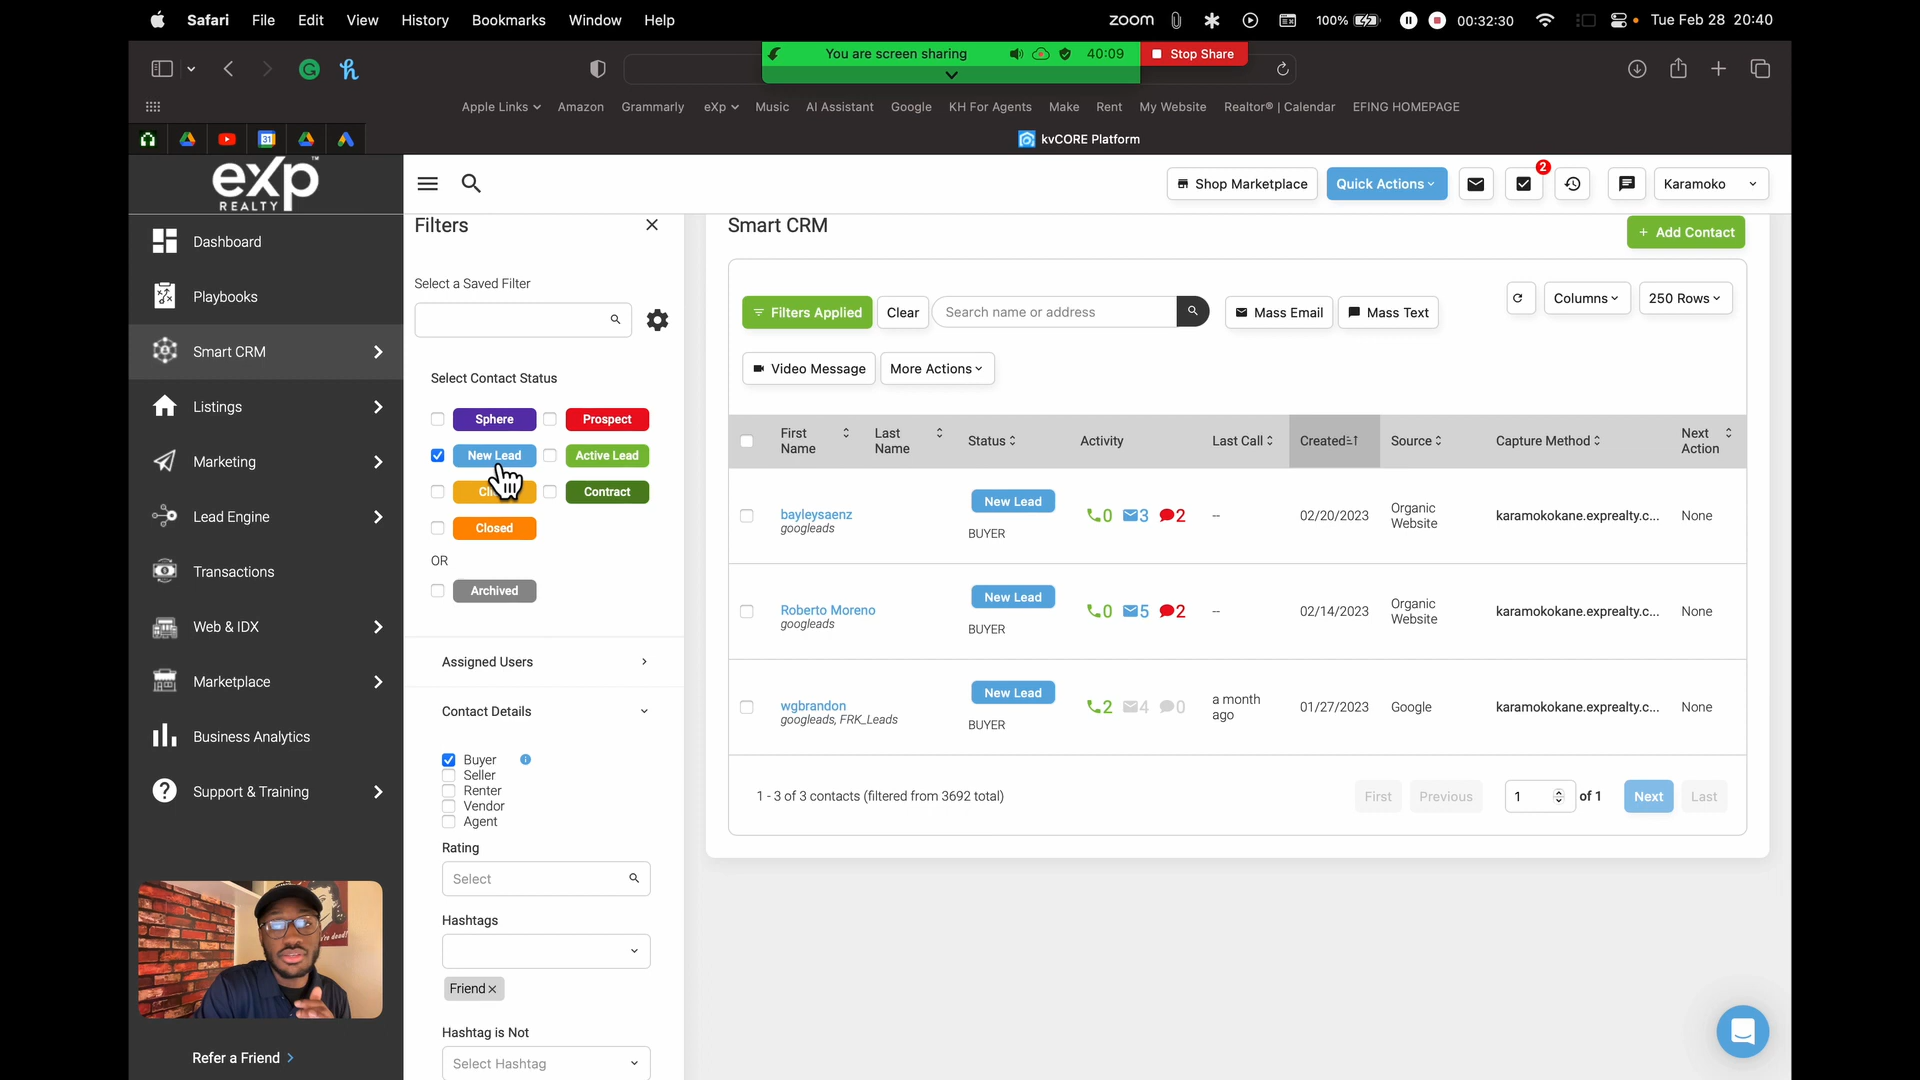 Safari File Edit View History Bookmarks Window Help
zoom 100% 00:32:30 Tue Feb 28 20:40
You are screen sharing 40:09 Stop Share
Apple Links Amazon Grammarly eXp Music AI Assistant Google KH For Agents Make Rent My Website Realtor® | Calendar EFING HOMEPAGE
31 kvCORE Platform
eXp™
REALTY
Shop Marketplace Quick Actions 2 Karamoko
Dashboard
Playbooks
Smart CRM
Listings
Marketing
Lead Engine
Transactions
Web & IDX
Marketplace
Business Analytics
Support & Training
Refer a Friend
Filters
Select a Saved Filter
Select Contact Status
Sphere Prospect
New Lead Active Lead
Contract
Closed
OR
Archived
Assigned Users
Contact Details
Buyer
Seller
Renter
Vendor
Agent
Rating
Select
Hashtags
Friend ×
Hashtag is Not
Select Hashtag
Smart CRM
+ Add Contact
Filters Applied Clear Search name or address Mass Email Mass Text Columns 250 Rows
Video Message More Actions
First Name Last Name Status Activity Last Call Created Source Capture Method Next Action
bayleysaenz New Lead 0 3 2 -- 02/20/2023 Organic Website karamokokane.exprealty.c... None
googleads BUYER
Roberto Moreno New Lead 0 5 2 -- 02/14/2023 Organic Website karamokokane.exprealty.c... None
googleads BUYER
wgbrandon New Lead 2 4 0 a month ago 01/27/2023 Google karamokokane.exprealty.c... None
googleads, FRK_Leads BUYER
1 - 3 of 3 contacts (filtered from 3692 total) First Previous 1 of 1 Next Last